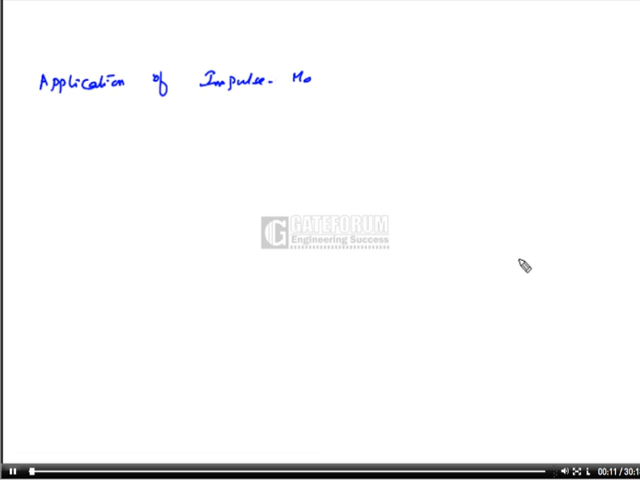 Application of Impulse- Mo
GATEFORUM
Engineering Success
00:11/30:1